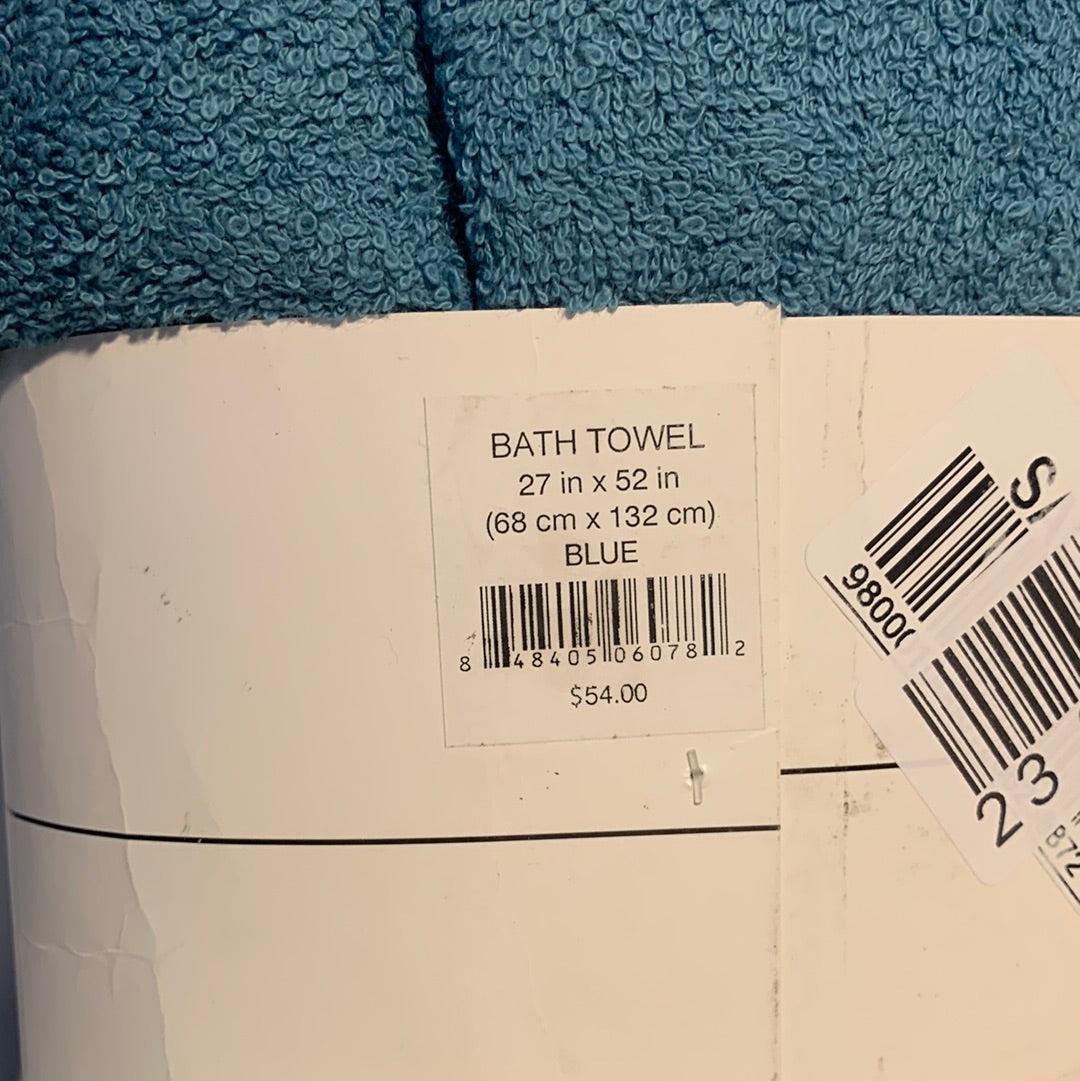 BATH TOWEL
27 in x 52 in
(68 cm x 132 cm)
BLUE
8 48405 06078 2
$54.00
9800
23
B72